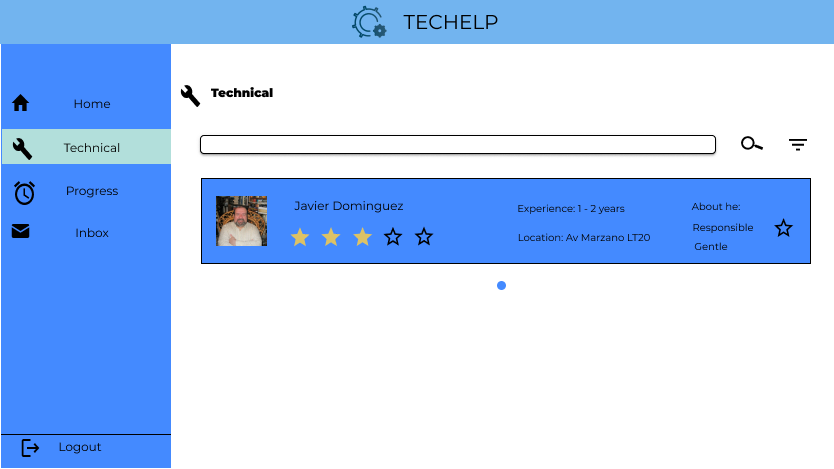 TECHELP
Home
Technical
Progress
Inbox
Logout
Technical
Javier Dominguez
Experience: 1 - 2 years
Location: Av Marzano LT20
About he:
Responsible
Gentle